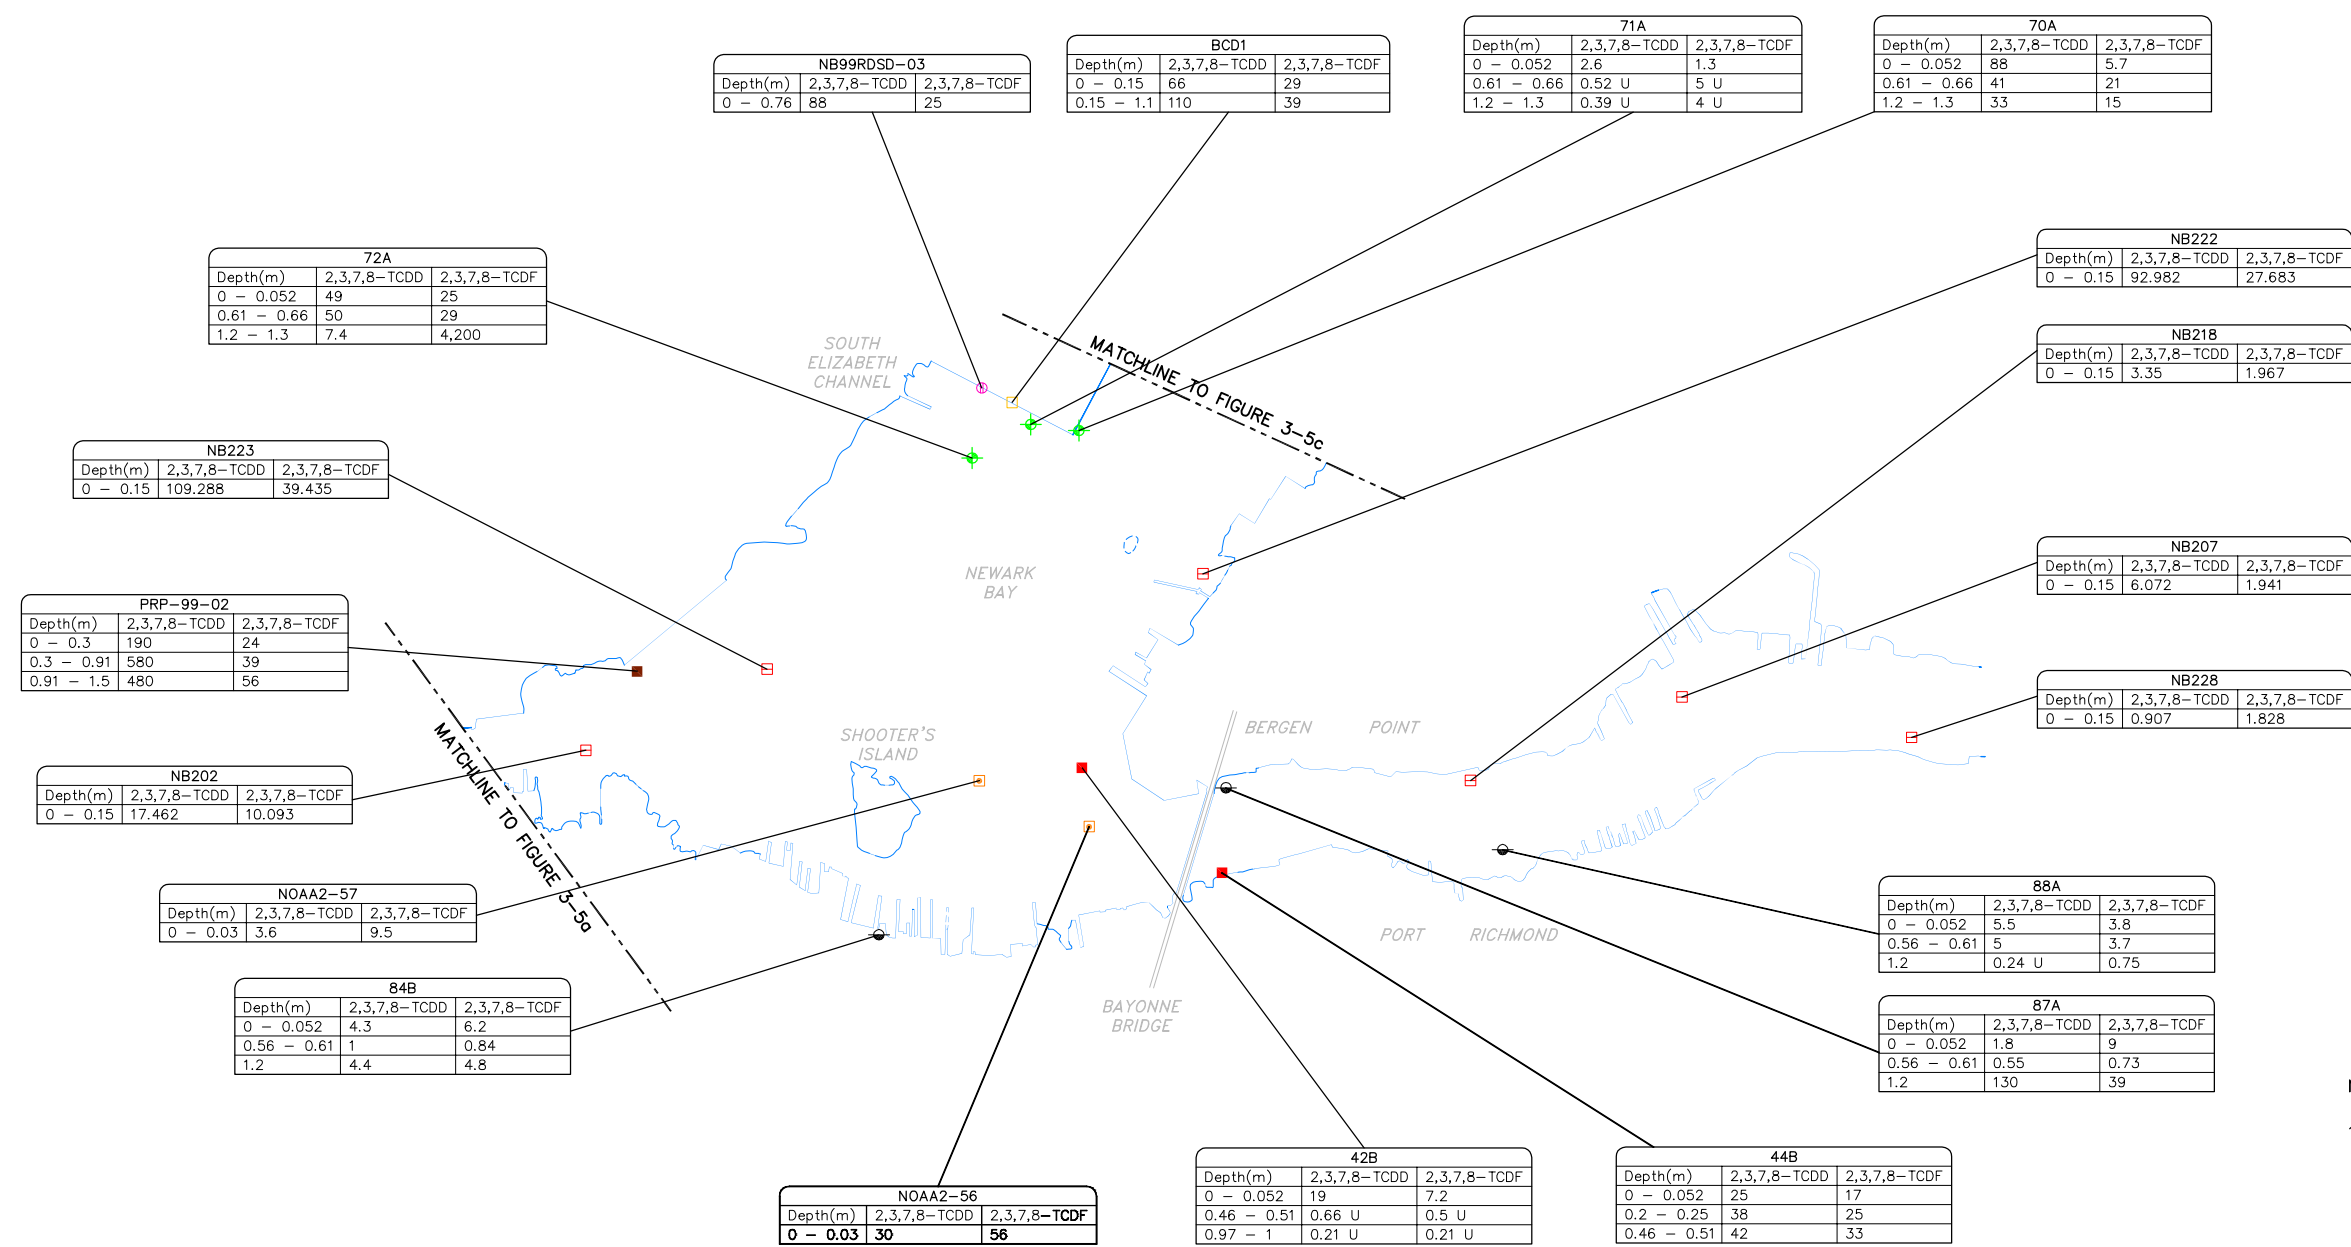 NB99RDSD-03
Depth(m) 2,3,7,8-TCDD 2,3,7,8-TCDF
0 - 0.76 88 25
BCD1
Depth(m) 2,3,7,8-TCDD 2,3,7,8-TCDF
0 - 0.15 66 29
0.15 - 1.1 110 39
71A
Depth(m) 2,3,7,8-TCDD 2,3,7,8-TCDF
0 - 0.052 2.6 1.3
0.61 - 0.66 0.52 U 5 U
1.2 - 1.3 0.39 U 4 U
70A
Depth(m) 2,3,7,8-TCDD 2,3,7,8-TCDF
0 - 0.052 88 5.7
0.61 - 0.66 41 21
1.2 - 1.3 33 15
72A
Depth(m) 2,3,7,8-TCDD 2,3,7,8-TCDF
0 - 0.052 49 25
0.61 - 0.66 50 29
1.2 - 1.3 7.4 4,200
NB222
Depth(m) 2,3,7,8-TCDD 2,3,7,8-TCDF
0 - 0.15 92.982 27.683
NB218
Depth(m) 2,3,7,8-TCDD 2,3,7,8-TCDF
0 - 0.15 3.35 1.967
SOUTH
ELIZABETH
CHANNEL
MATCHLINE TO FIGURE 3-5c
NB223
Depth(m) 2,3,7,8-TCDD 2,3,7,8-TCDF
0 - 0.15 109.288 39.435
NEWARK
BAY
NB207
Depth(m) 2,3,7,8-TCDD 2,3,7,8-TCDF
0 - 0.15 6.072 1.941
PRP-99-02
Depth(m) 2,3,7,8-TCDD 2,3,7,8-TCDF
0 - 0.3 190 24
0.3 - 0.91 580 39
0.91 - 1.5 480 56
NB228
Depth(m) 2,3,7,8-TCDD 2,3,7,8-TCDF
0 - 0.15 0.907 1.828
MATCHLINE TO FIGURE 3-5a
SHOOTER'S
ISLAND
BERGEN POINT
NB202
Depth(m) 2,3,7,8-TCDD 2,3,7,8-TCDF
0 - 0.15 17.462 10.093
NOAA2-57
Depth(m) 2,3,7,8-TCDD 2,3,7,8-TCDF
0 - 0.03 3.6 9.5
PORT RICHMOND
88A
Depth(m) 2,3,7,8-TCDD 2,3,7,8-TCDF
0 - 0.052 5.5 3.8
0.56 - 0.61 5 3.7
1.2 0.24 U 0.75
84B
Depth(m) 2,3,7,8-TCDD 2,3,7,8-TCDF
0 - 0.052 4.3 6.2
0.56 - 0.61 1 0.84
1.2 4.4 4.8
BAYONNE
BRIDGE
87A
Depth(m) 2,3,7,8-TCDD 2,3,7,8-TCDF
0 - 0.052 1.8 9
0.56 - 0.61 0.55 0.73
1.2 130 39
NOAA2-56
Depth(m) 2,3,7,8-TCDD 2,3,7,8-TCDF
0 - 0.03 30 56
42B
Depth(m) 2,3,7,8-TCDD 2,3,7,8-TCDF
0 - 0.052 19 7.2
0.46 - 0.51 0.66 U 0.5 U
0.97 - 1 0.21 U 0.21 U
44B
Depth(m) 2,3,7,8-TCDD 2,3,7,8-TCDF
0 - 0.052 25 17
0.2 - 0.25 38 25
0.46 - 0.51 42 33